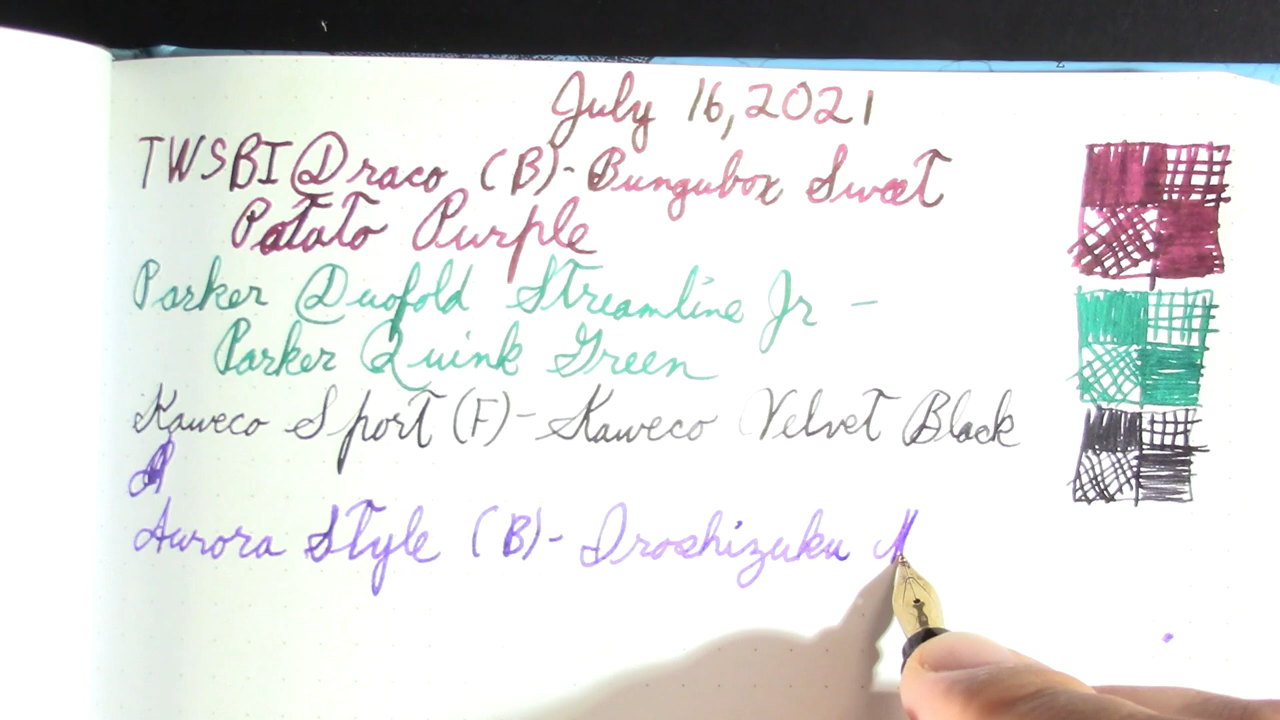 July 16, 2021
TWSBI Draco (B) - Bungubox Sweet
Potato Purple
Parker Duofold Streamline Jr -
Parker Quink Green
Kaweco Sport (F) - Kaweco Velvet Black
Aurora Style (B) - Iroshizuku